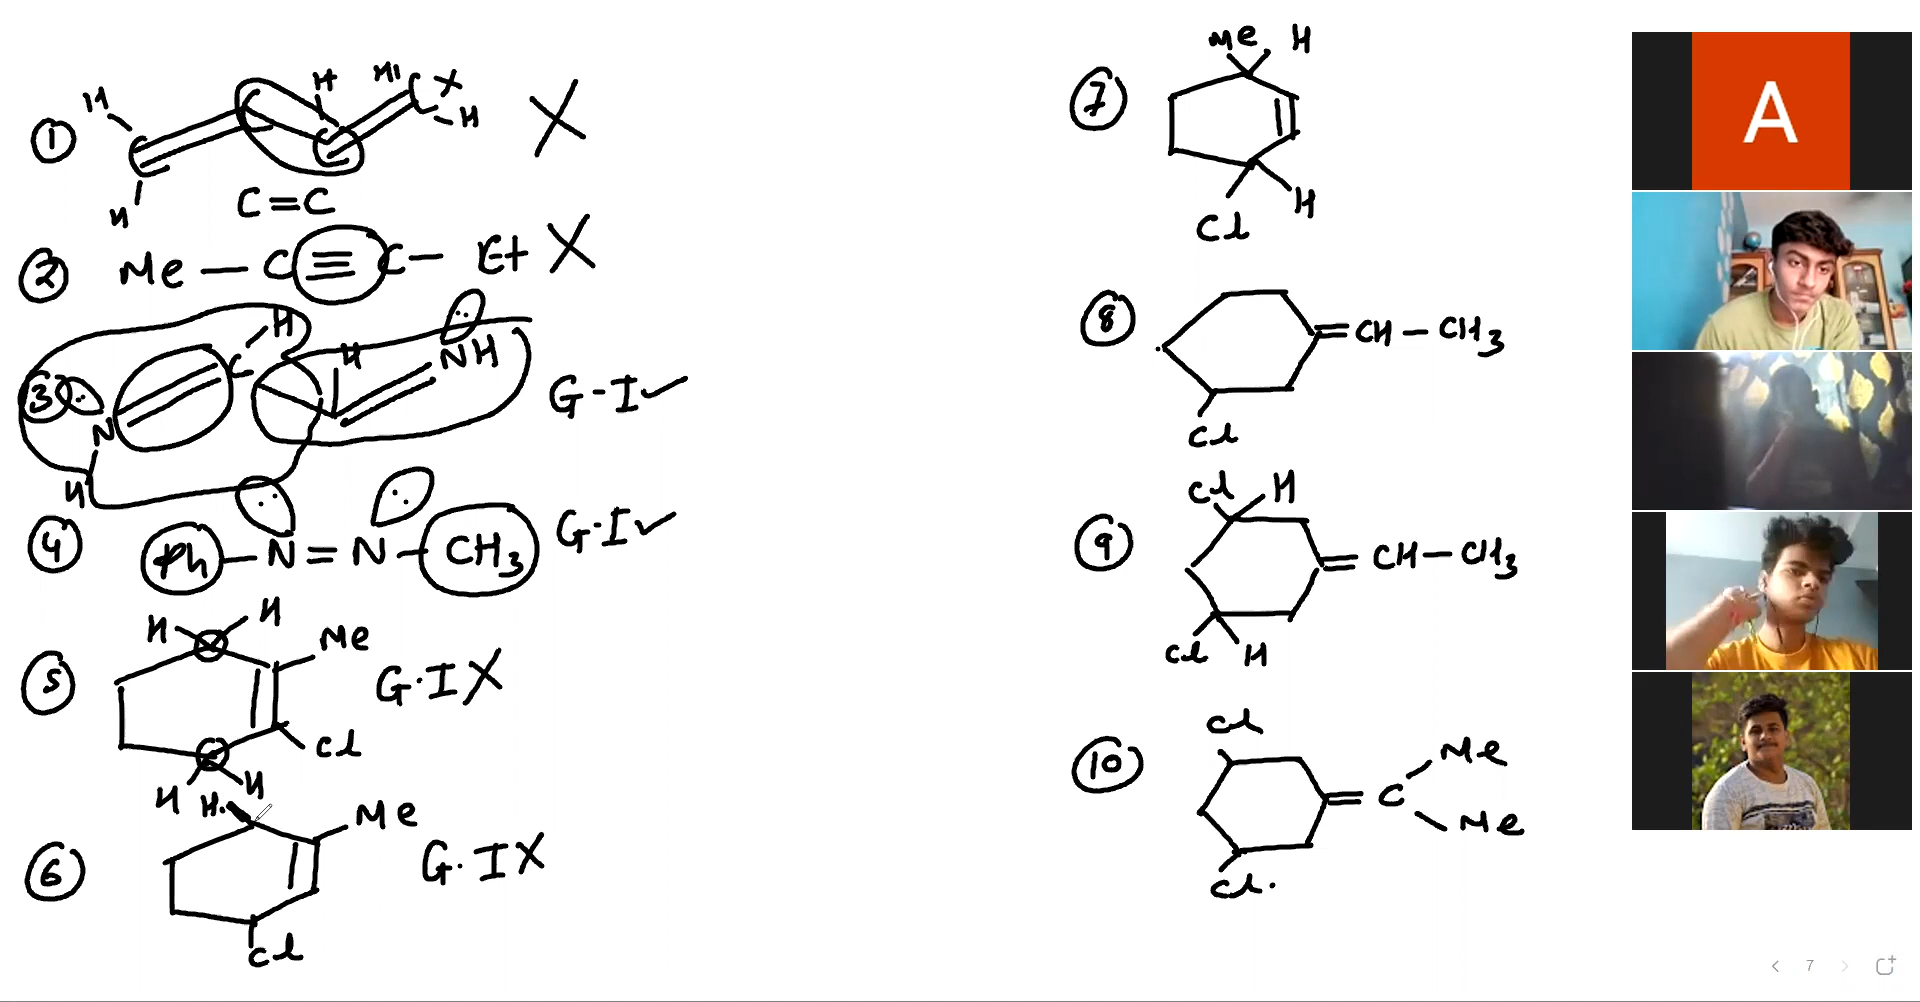 ①
H
H
H
H
H
X
C=C
②
Me — C ≡ C — Et X
③
N
H
C
H
H
NH
G-I✓
④
Ph — N = N — CH3 G·I✓
⑤
H
H
Me
Cl
H
H
G·I X
⑥
H
Me
Cl
G·I X
⑦
Me H
Cl
H
⑧
=CH — CH3
Cl
⑨
Cl H
=CH — CH3
Cl H
⑩
Cl
=C
Me
Me
Cl.
A
7